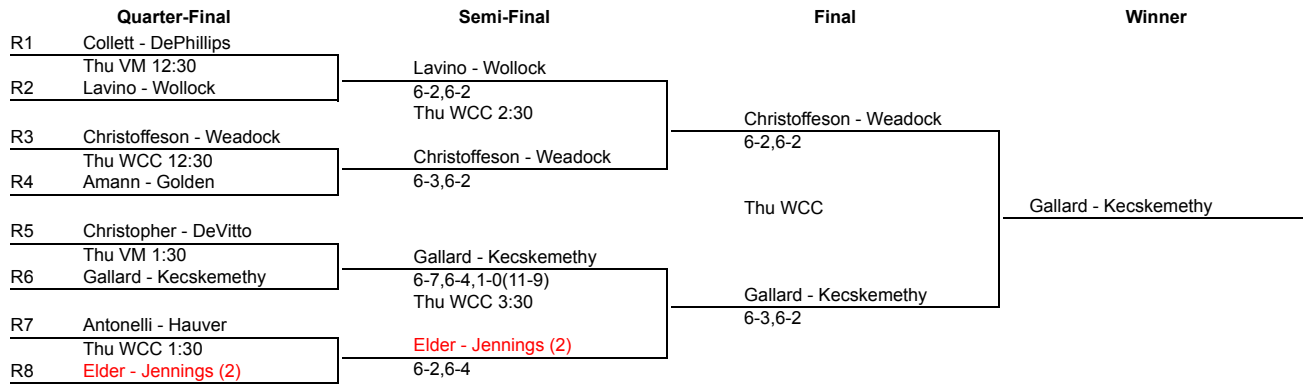 Quarter-Final Semi-Final Final Winner
R1 Collett - DePhillips
Thu VM 12:30
R2 Lavino - Wollock
R3 Christoffeson - Weadock
Thu WCC 12:30
R4 Amann - Golden
R5 Christopher - DeVitto
Thu VM 1:30
R6 Gallard - Kecskemethy
R7 Antonelli - Hauver
Thu WCC 1:30
R8 Elder - Jennings (2)
Lavino - Wollock
6-2,6-2
Thu WCC 2:30
Christoffeson - Weadock
6-3,6-2
Gallard - Kecskemethy
6-7,6-4,1-0(11-9)
Thu WCC 3:30
Elder - Jennings (2)
6-2,6-4
Christoffeson - Weadock
6-2,6-2
Thu WCC
Gallard - Kecskemethy
6-3,6-2
Gallard - Kecskemethy